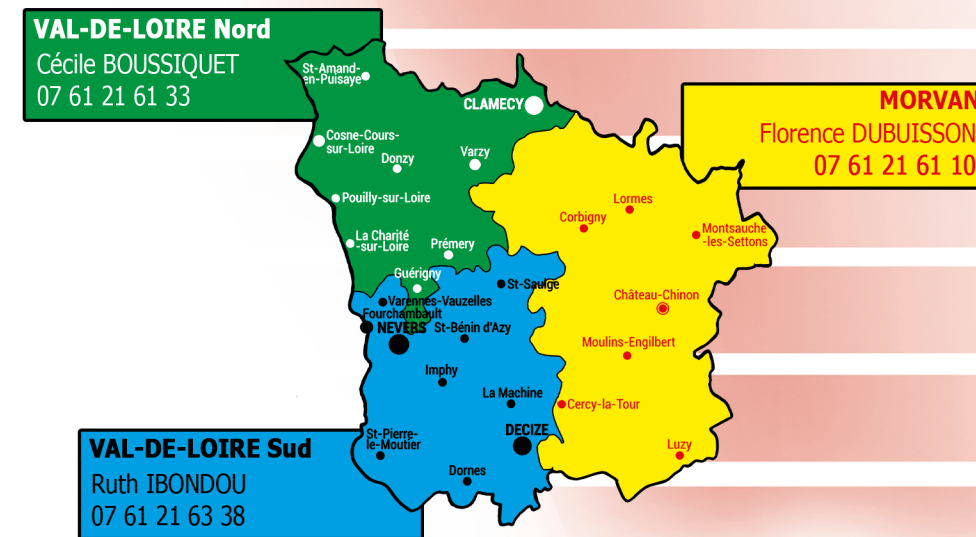 VAL-DE-LOIRE Nord
Cécile BOUSSIQUET
07 61 21 61 33
MORVAN
Florence DUBUISSON
07 61 21 61 10
St-Amand-
en-Puisaye
CLAMECY
Cosne-Cours-
sur-Loire
Donzy
Varzy
Pouilly-sur-Loire
La Charité
-sur-Loire
Prémery
Guérigny
Lormes
Corbigny
Montsauche
-les-Settons
St-Saulge
Château-Chinon
Varennes-Vauzelles
Fourchambault
NEVERS
St-Bénin d'Azy
Moulins-Engilbert
Imphy
La Machine
Cercy-la-Tour
DECIZE
St-Pierre-
le-Moutier
Luzy
Dornes
VAL-DE-LOIRE Sud
Ruth IBONDOU
07 61 21 63 38